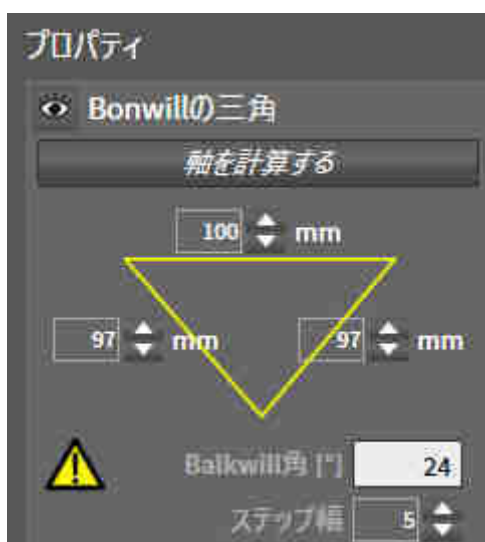 プロパティ
Bonwillの三角
軸を計算する
100 mm
97 mm 97 mm
Balkwill角 [°] 24
ステップ幅 5